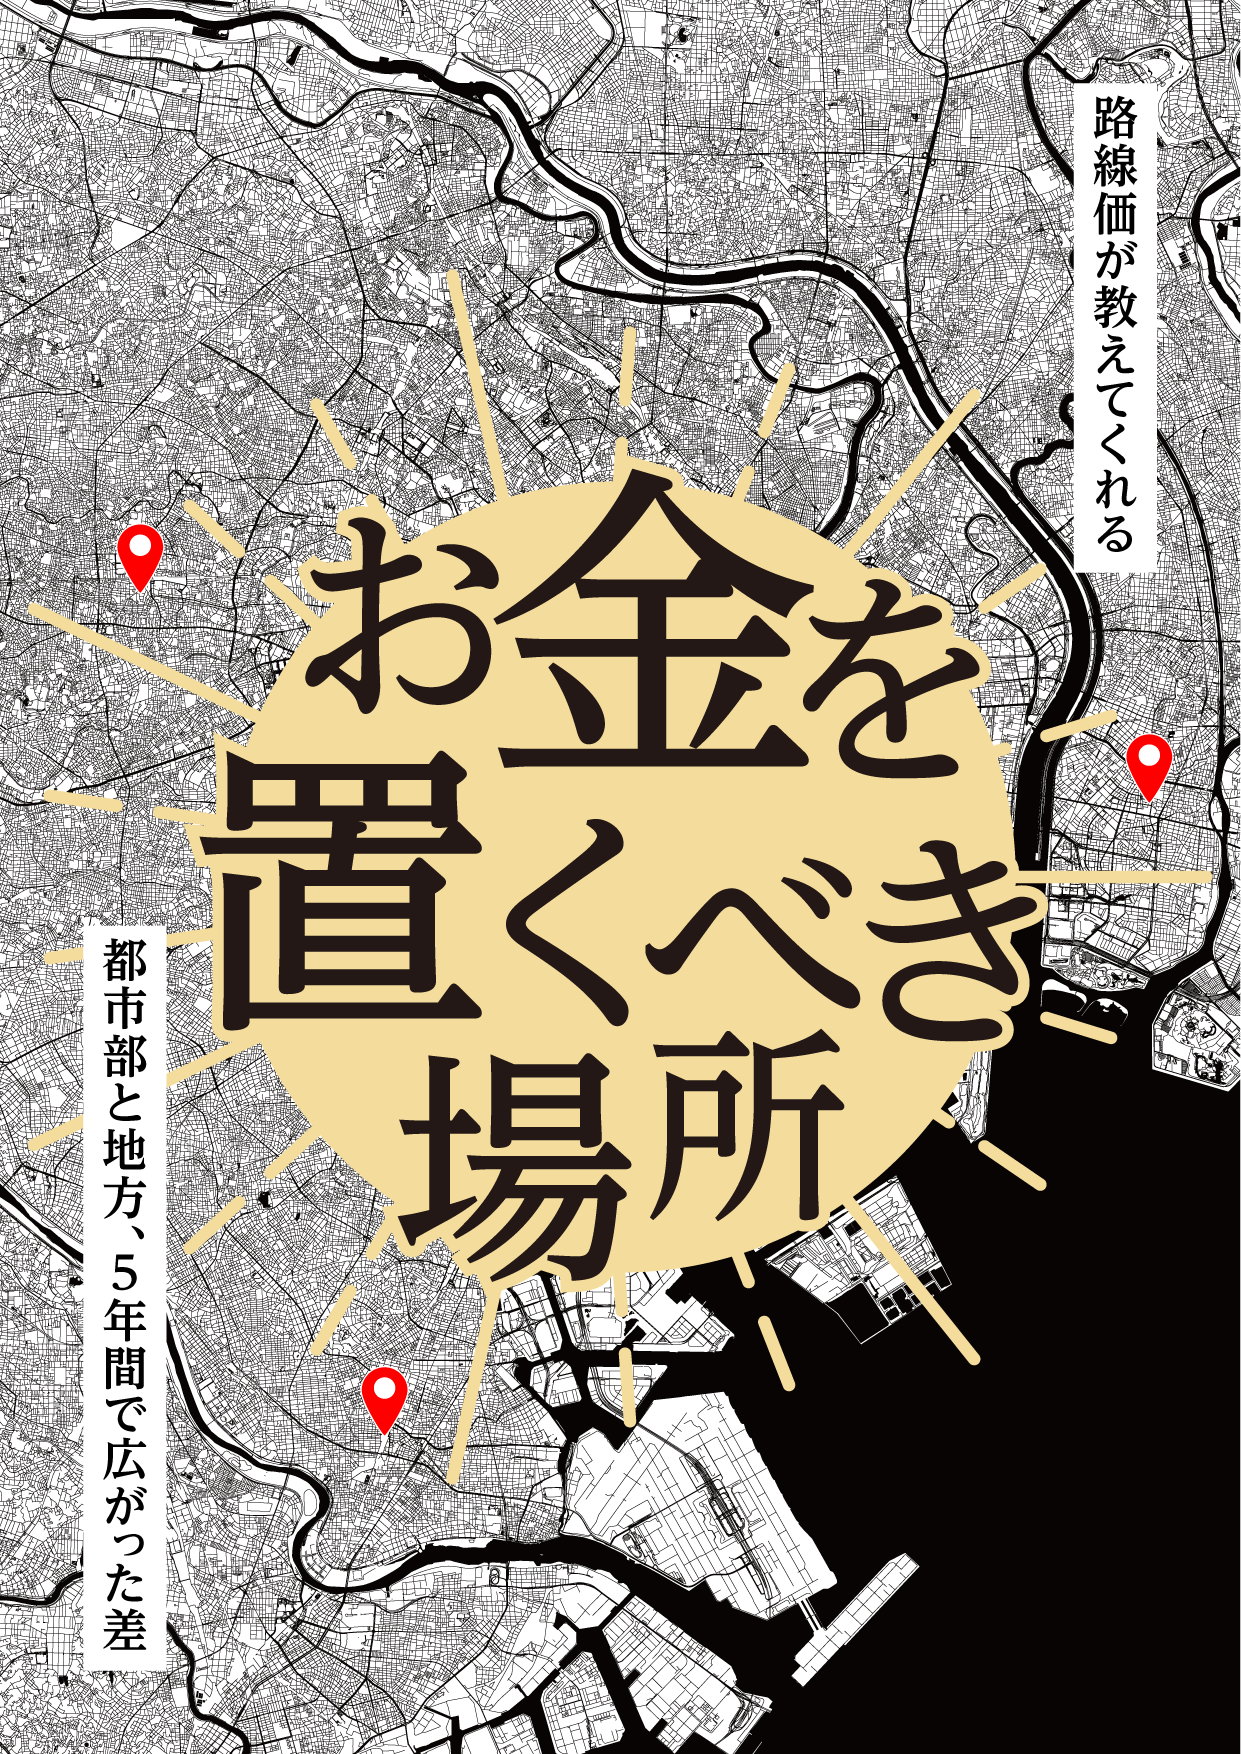 路線価が教えてくれる
お金を
置くべき
場所
都市部と地方、5年間で広がった差